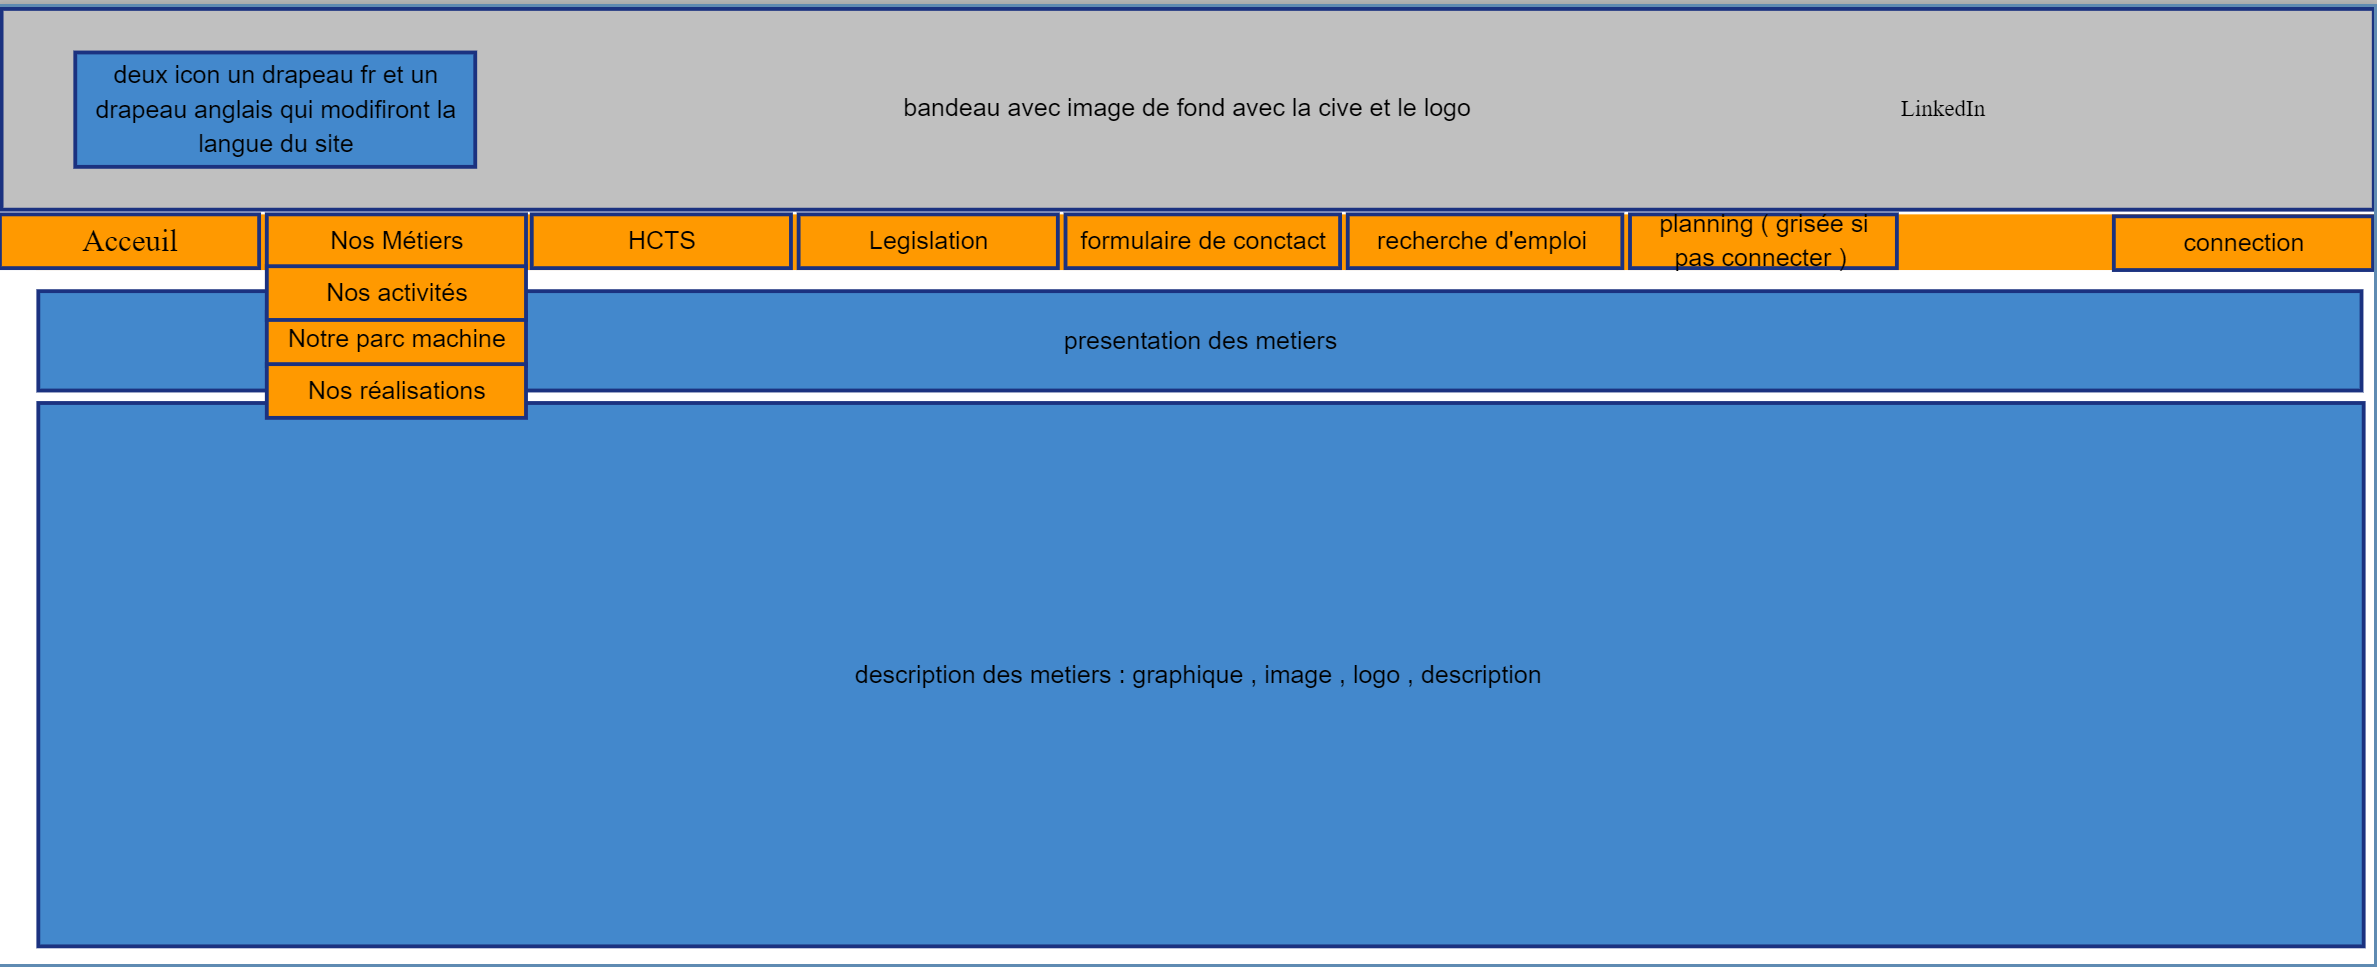 deux icon un drapeau fr et un
drapeau anglais qui modifiront la
langue du site
bandeau avec image de fond avec la cive et le logo
LinkedIn
Acceuil
Nos Métiers
HCTS
Legislation
formulaire de conctact
recherche d'emploi
planning ( grisée si
pas connecter )
connection
Nos activités
Notre parc machine
Nos réalisations
presentation des metiers
description des metiers : graphique , image , logo , description